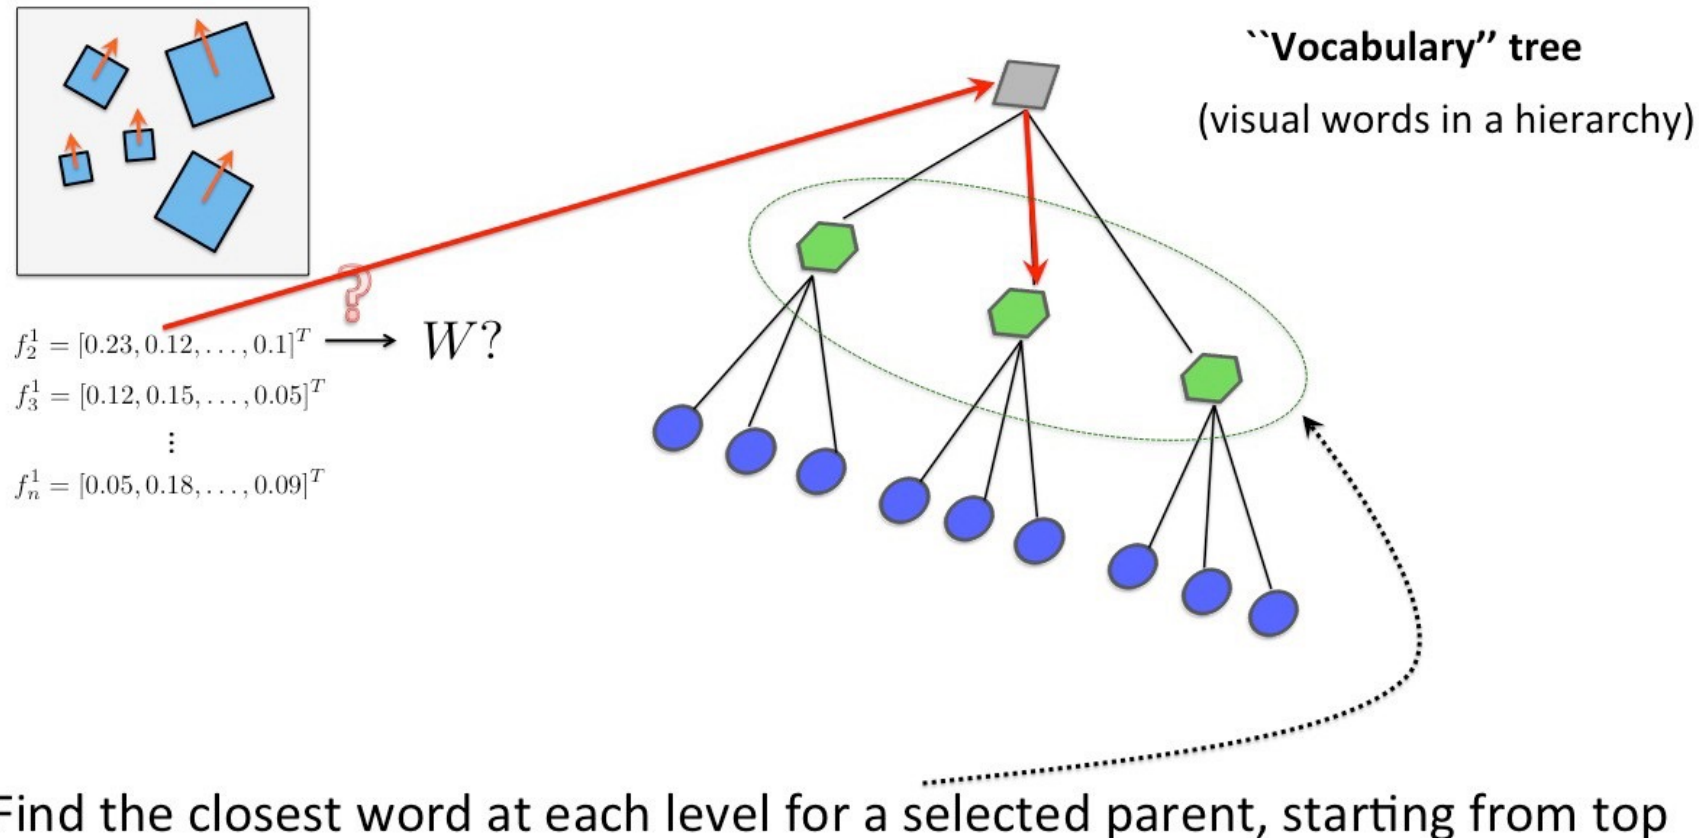 ``Vocabulary'' tree
(visual words in a hierarchy)
?
f_2^1 = [0.23, 0.12, . . . , 0.1]^T → W?
f_3^1 = [0.12, 0.15, . . . , 0.05]^T
⋮
f_n^1 = [0.05, 0.18, . . . , 0.09]^T
Find the closest word at each level for a selected parent, starting from top